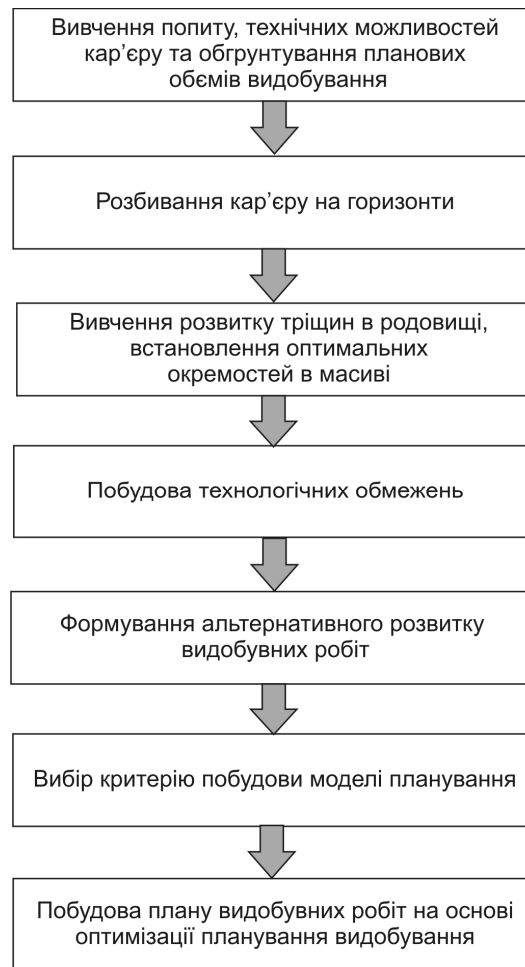 Вивчення попиту, технічних можливостей
кар’єру та обгрунтування планових
обємів видобування
Розбивання кар’єру на горизонти
Вивчення розвитку тріщин в родовищі,
встановлення оптимальних
окремостей в масиві
Побудова технологічних обмежень
Формування альтернативного розвитку
видобувних робіт
Вибір критерію побудови моделі планування
Побудова плану видобувних робіт на основі
оптимізації планування видобування